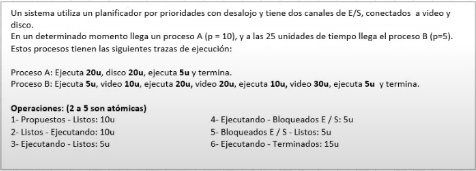 Un sistema utiliza un planificador por prioridades con desalojo y tiene dos canales de E/S, conectados a video y
disco.
En un determinado momento llega un proceso A (p = 10), y a las 25 unidades de tiempo llega el proceso B (p=5).
Estos procesos tienen las siguientes trazas de ejecución:
Proceso A: Ejecuta 20u, disco 20u, ejecuta 5u y termina.
Proceso B: Ejecuta 5u, video 10u, ejecuta 20u, video 20u, ejecuta 10u, video 30u, ejecuta 5u y termina.
Operaciones: (2 a 5 son atómicas)
1- Propuestos - Listos: 10u
2- Listos - Ejecutando: 10u
3- Ejecutando - Listos: 5u
4- Ejecutando - Bloqueados E / S: 5u
5- Bloqueados E / S - Listos: 5u
6- Ejecutando - Terminados: 15u